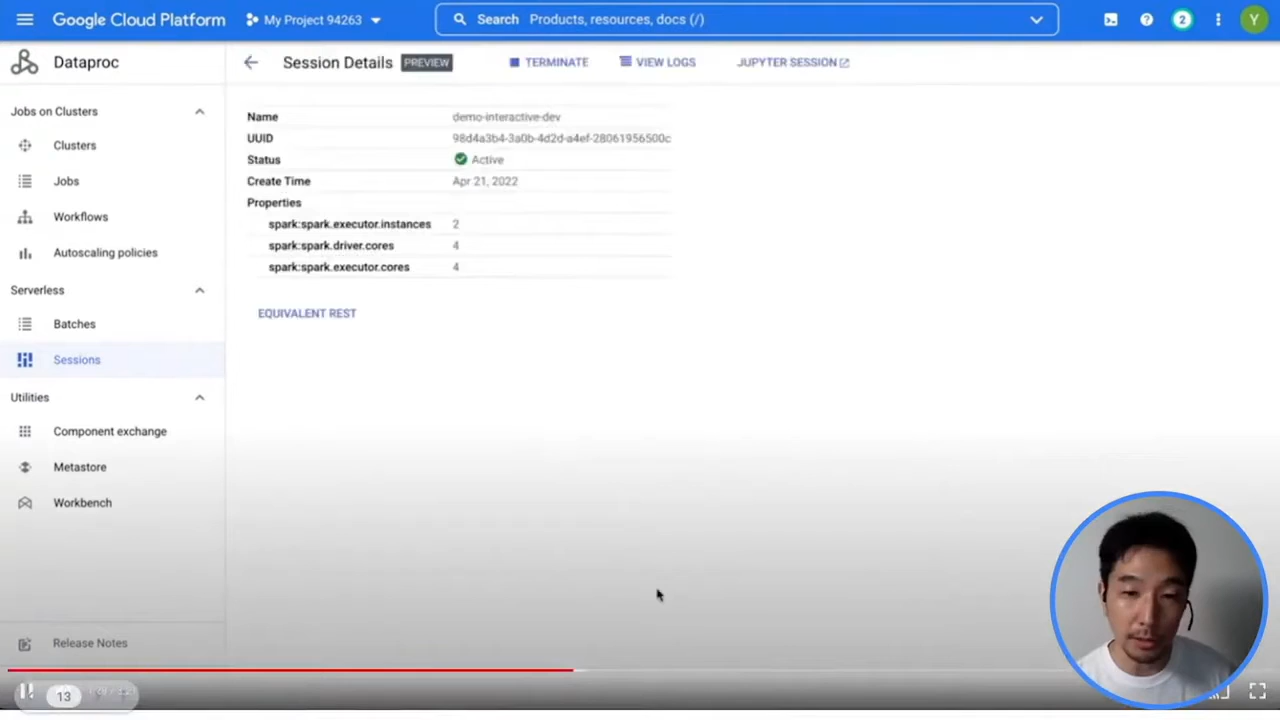 Google Cloud Platform
My Project 94263
Search Products, resources, docs (/)
2
Y
Dataproc
Session Details PREVIEW
TERMINATE
VIEW LOGS
JUPYTER SESSION
Jobs on Clusters
Clusters
Jobs
Workflows
Autoscaling policies
Serverless
Batches
Sessions
Utilities
Component exchange
Metastore
Workbench
Release Notes
Name demo-interactive-dev
UUID 98d4a3b4-3a0b-4d2d-a4ef-28061956500c
Status Active
Create Time Apr 21, 2022
Properties
spark:spark.executor.instances 2
spark:spark.driver.cores 4
spark:spark.executor.cores 4
EQUIVALENT REST
13